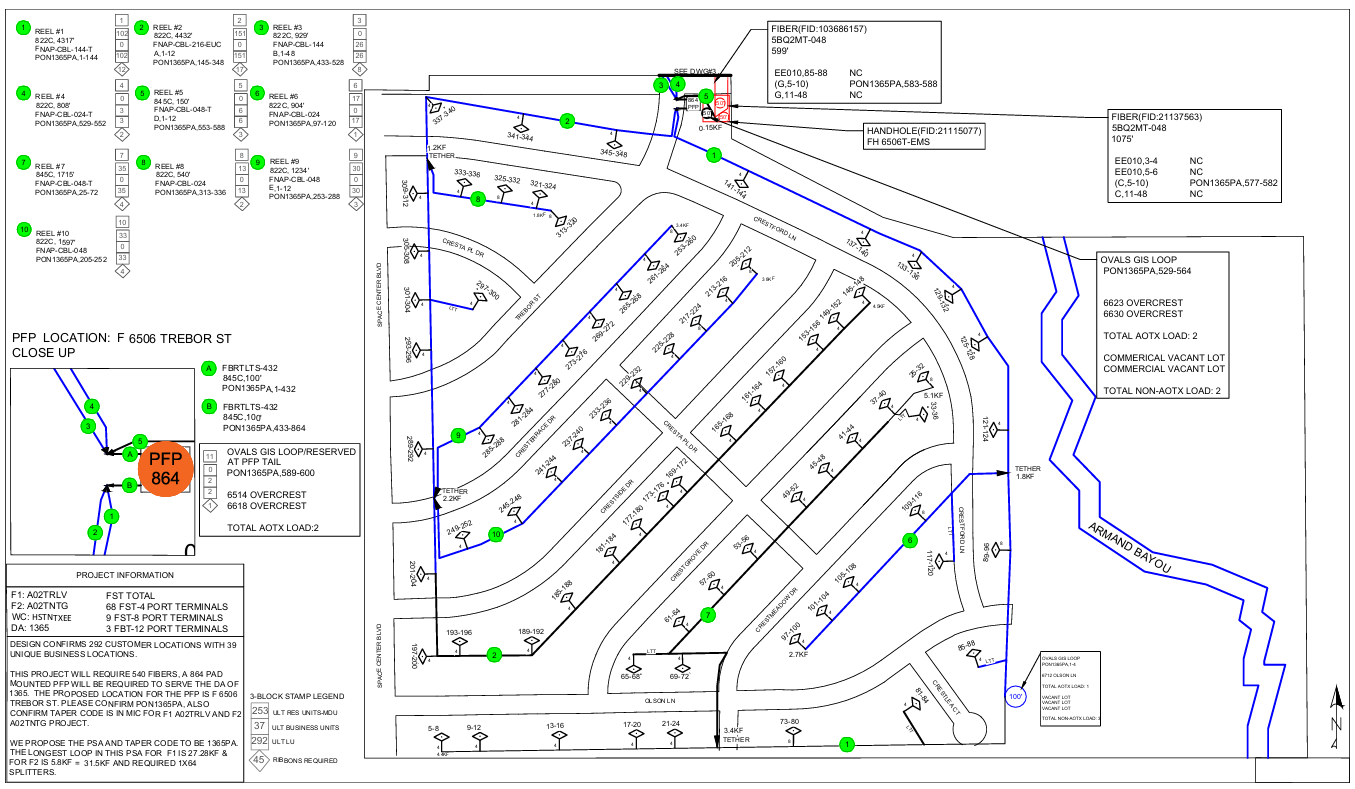 REEL #1
822C, 4317'
FNAP-CBL-144-T
PON1365PA,1-144
1
102
0
102
12
REEL #2
822C, 4432'
FNAP-CBL-216-EUC
A,1-12
PON1365PA,145-348
2
151
0
151
17
REEL #3
822C, 929'
FNAP-CBL-144
B,1-48
PON1365PA,433-528
3
0
26
26
8
REEL #4
822C, 808'
FNAP-CBL-024-T
PON1365PA,529-552
4
0
3
3
2
REEL #5
845C, 150'
FNAP-CBL-048-T
D,1-12
PON1365PA,553-588
5
0
6
6
3
REEL #6
822C, 904'
FNAP-CBL-024
PON1365PA,97-120
6
17
0
17
1
REEL #7
845C, 1715'
FNAP-CBL-048-T
PON1365PA,25-72
7
35
0
35
4
REEL #8
822C, 540'
FNAP-CBL-024
PON1365PA,313-336
8
13
0
13
2
REEL #9
822C, 1234'
FNAP-CBL-048
E,1-12
PON1365PA,253-288
9
30
0
30
3
REEL #10
822C, 1597'
FNAP-CBL-048
PON1365PA,205-252
10
33
0
33
4
PFP LOCATION: F 6506 TREBOR ST
CLOSE UP
PFP
864
A
FBRTLTS-432
845C,100'
PON1365PA,1-432
B
FBRTLTS-432
845C,100'
PON1365PA,433-864
11
0
2
2
1
OVALS GIS LOOP/RESERVED
AT PFP TAIL
PON1365PA,589-600
6514 OVERCREST
6618 OVERCREST
TOTAL AOTX LOAD:2
PROJECT INFORMATION
F1: A02TRLV
F2: A02TNTG
WC: HSTNTXEE
DA: 1365
FST TOTAL
68 FST-4 PORT TERMINALS
9 FST-8 PORT TERMINALS
3 FBT-12 PORT TERMINALS
DESIGN CONFIRMS 292 CUSTOMER LOCATIONS WITH 39
UNIQUE BUSINESS LOCATIONS.
THIS PROJECT WILL REQUIRE 540 FIBERS, A 864 PAD
MOUNTED PFP WILL BE REQUIRED TO SERVE THE DA OF
1365. THE PROPOSED LOCATION FOR THE PFP IS F 6506
TREBOR ST. PLEASE CONFIRM PON1365PA, ALSO
CONFIRM TAPER CODE IS IN MIC FOR F1 A02TRLV AND F2
A02TNTG PROJECT.
WE PROPOSE THE PSA AND TAPER CODE TO BE 1365PA.
THE LONGEST LOOP IN THIS PSA FOR F1 IS 27.28KF &
FOR F2 IS 5.8KF = 31.5KF AND REQUIRED 1X64
SPLITTERS.
3-BLOCK STAMP LEGEND
253 ULT RES UNITS-MDU
37 ULT BUSINESS UNITS
292 ULT LU
45 RIBBONS REQUIRED
SEE DWG#3
864
PFP
0.15KF
FIBER(FID:103686157)
5BQ2MT-048
599'
EE010,85-88 NC
(G,5-10) PON1365PA,583-588
G,11-48 NC
HANDHOLE(FID:21115077)
FH 6506T-EMS
FIBER(FID:21137563)
5BQ2MT-048
1075'
EE010,3-4 NC
EE010,5-6 NC
(C,5-10) PON1365PA,577-582
C,11-48 NC
OVALS GIS LOOP
PON1365PA,529-564
6623 OVERCREST
6630 OVERCREST
TOTAL AOTX LOAD: 2
COMMERICAL VACANT LOT
COMMERCIAL VACANT LOT
TOTAL NON-AOTX LOAD: 2
337-340
341-344
345-348
1.2KF
TETHER
309-312
333-336
325-332
321-324
313-320
1.8KF
305-308
301-304
297-300
LTT
293-296
289-292
SPACE CENTER BLVD
CRESTA PL DR
TREBOR ST
CRESTFORD LN
141-144
137-140
133-136
129-132
125-128
121-124
3.4KF
253-260
261-264
265-268
269-272
273-276
277-280
281-284
285-288
205-212
3.8KF
213-216
217-224
225-228
229-232
233-236
237-240
241-244
245-248
249-252
145-148
4.5KF
149-152
153-156
157-160
161-164
165-168
169-172
173-176
177-180
181-184
185-188
189-192
193-196
197-200
201-204
TETHER
2.2KF
CRESTBRIAR DR
CRESTSIDE DR
CRESTA PL DR
CRESTGROVE DR
CRESTMEADOW DR
25-32
5.1KF
33-36
LTT
37-40
41-44
45-48
49-52
53-56
57-60
61-64
65-68
69-72
LTT
TETHER
1.8KF
109-116
105-108
101-104
97-100
2.7KF
117-120
LTT
CRESTFORD LN
89-96
85-88
LTT
81-84
CRESTLEA CT
SPACE CENTER BLVD
OLSON LN
5-8
9-12
13-16
17-20
21-24
3.4KF
TETHER
73-80
100'
OVALS GIS LOOP
PON1365PA,1-4
6712 OLSON LN
TOTAL AOTX LOAD: 1
VACANT LOT
VACANT LOT
VACANT LOT
TOTAL NON-AOTX LOAD: 3
ARMAND BAYOU
N